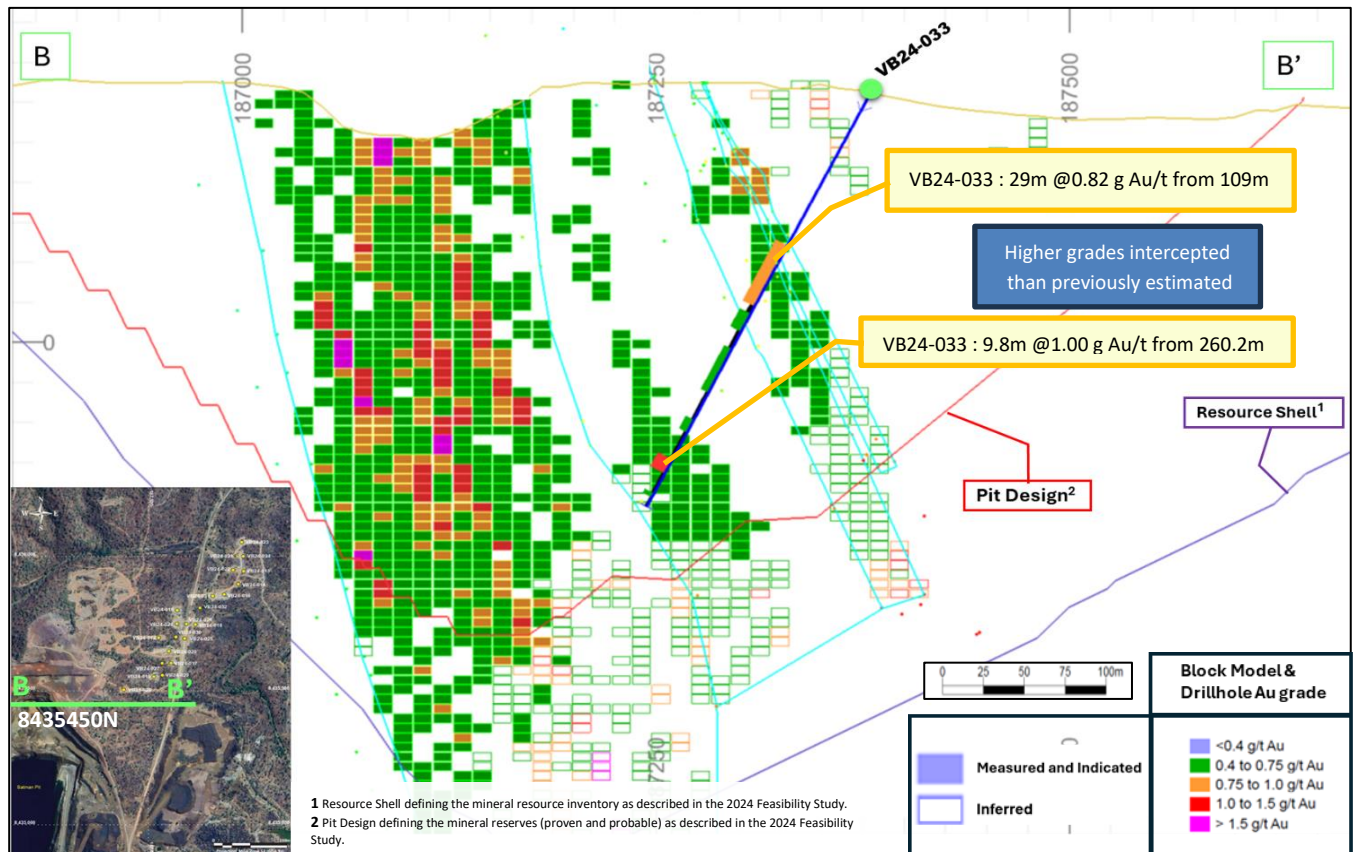 B
187000
187250
VB24-033
187500
B’
VB24-033 : 29m @0.82 g Au/t from 109m
Higher grades intercepted
than previously estimated
0
VB24-033 : 9.8m @1.00 g Au/t from 260.2m
Resource Shell1
Pit Design2
W
E
B
B’
8435450N
187250
0 25 50 75 100m
Block Model &
Drillhole Au grade
Measured and Indicated
Inferred
<0.4 g/t Au
0.4 to 0.75 g/t Au
0.75 to 1.0 g/t Au
1.0 to 1.5 g/t Au
> 1.5 g/t Au
1 Resource Shell defining the mineral resource inventory as described in the 2024 Feasibility Study.
2 Pit Design defining the mineral reserves (proven and probable) as described in the 2024 Feasibility
Study.